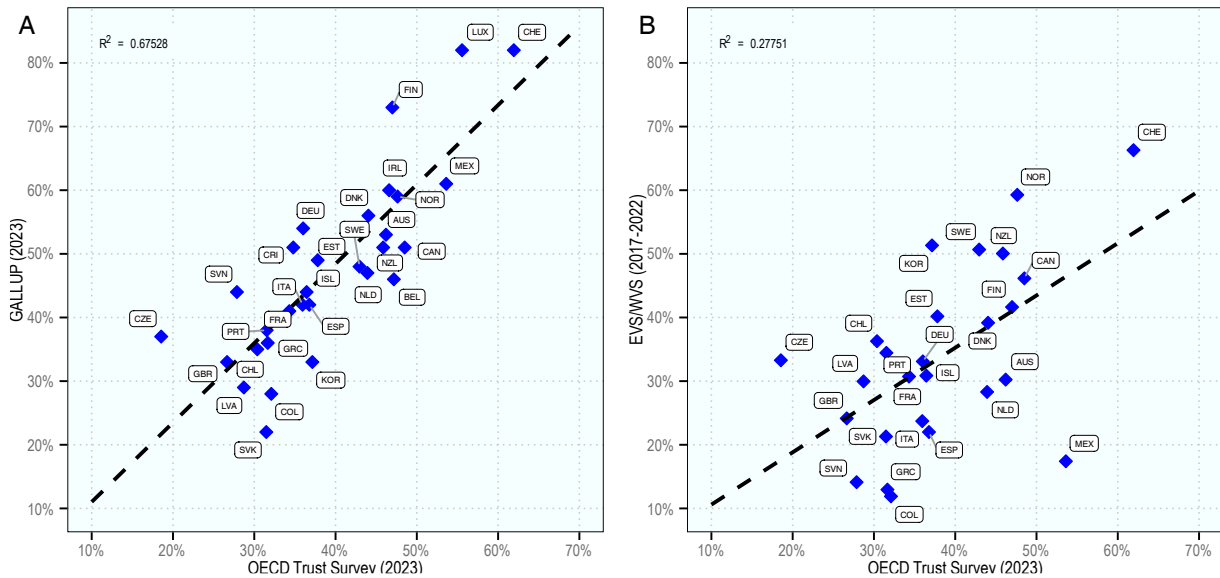 A
R² = 0.67528
GALLUP (2023)
80%
70%
60%
50%
40%
30%
20%
10%
LUX
CHE
FIN
IRL
MEX
DNK
NOR
DEU
AUS
SWE
CRI
EST
CAN
NZL
SVN
ITA
ISL
NLD
BEL
CZE
PRT
FRA
ESP
GRC
GBR
CHL
KOR
LVA
COL
SVK
10%
20%
30%
40%
50%
60%
70%
OECD Trust Survey (2023)
B
R² = 0.27751
EVS/WVS (2017-2022)
80%
70%
60%
50%
40%
30%
20%
10%
CHE
NOR
SWE
NZL
KOR
CAN
FIN
EST
CHL
DEU
DNK
CZE
LVA
PRT
ISL
AUS
FRA
GBR
NLD
SVK
ITA
ESP
MEX
SVN
GRC
COL
10%
20%
30%
40%
50%
60%
70%
OECD Trust Survey (2023)